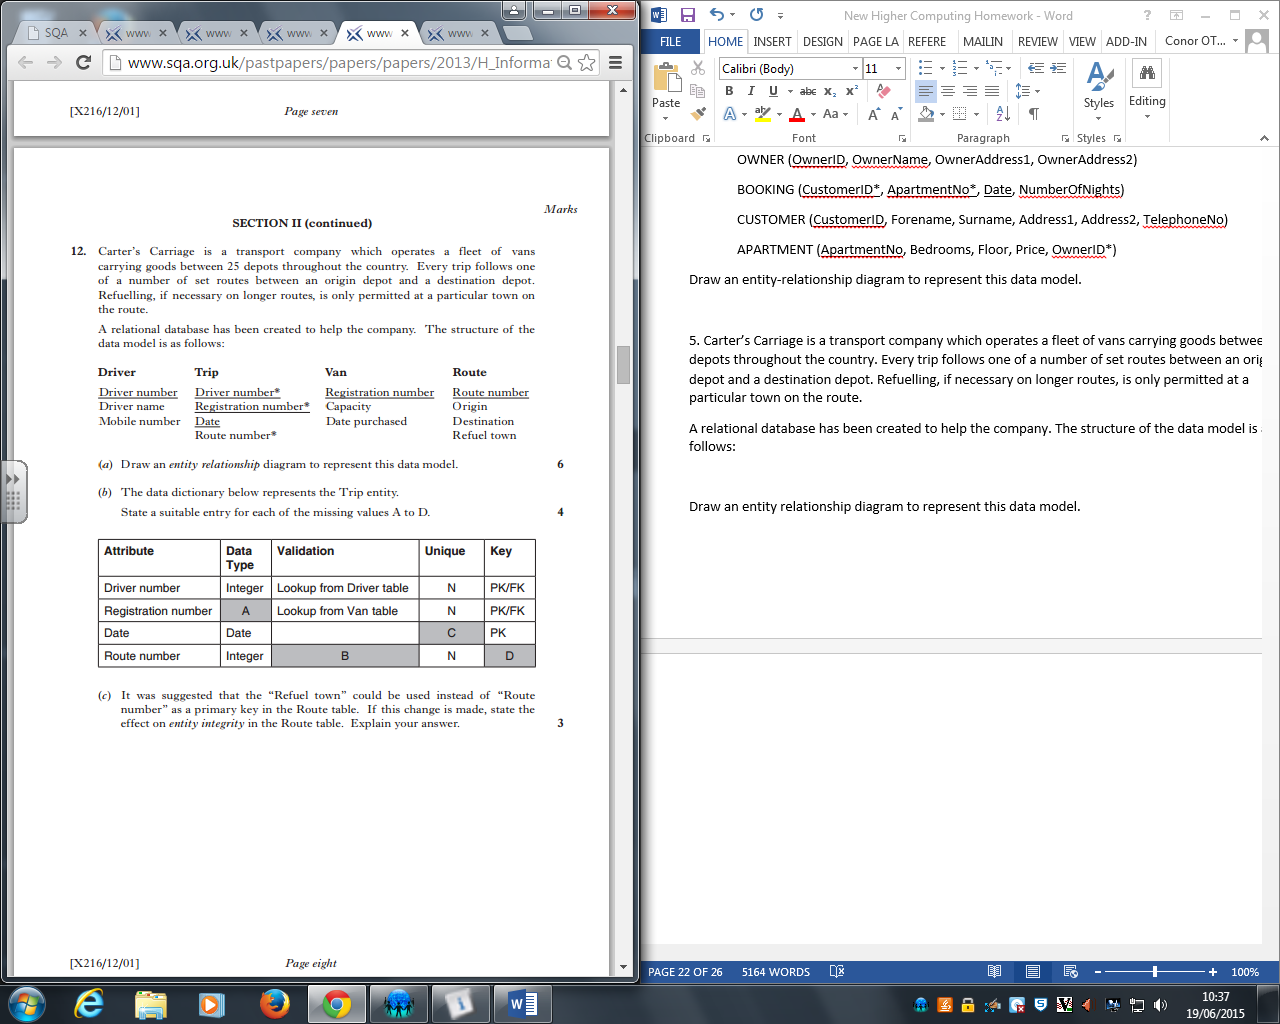 SQA
www
www
www
www
www
www.sqa.org.uk/pastpapers/papers/papers/2013/H_Informa
[X216/12/01] Page seven
Marks
SECTION II (continued)
12. Carter's Carriage is a transport company which operates a fleet of vans
carrying goods between 25 depots throughout the country. Every trip follows one
of a number of set routes between an origin depot and a destination depot.
Refuelling, if necessary on longer routes, is only permitted at a particular town on
the route.
A relational database has been created to help the company. The structure of the
data model is as follows:
Driver Trip Van Route
Driver number Driver number* Registration number Route number
Driver name Registration number* Capacity Origin
Mobile number Date Date purchased Destination
Route number* Refuel town
(a) Draw an entity relationship diagram to represent this data model. 6
(b) The data dictionary below represents the Trip entity.
State a suitable entry for each of the missing values A to D. 4
Attribute Data Type Validation Unique Key
Driver number Integer Lookup from Driver table N PK/FK
Registration number A Lookup from Van table N PK/FK
Date Date C PK
Route number Integer B N D
(c) It was suggested that the "Refuel town" could be used instead of "Route
number" as a primary key in the Route table. If this change is made, state the
effect on entity integrity in the Route table. Explain your answer. 3
[X216/12/01] Page eight
New Higher Computing Homework - Word
FILE HOME INSERT DESIGN PAGE LA REFERE MAILIN REVIEW VIEW ADD-IN Conor OT...
Paste
Calibri (Body) 11
B I U abc x₂ x²
A aby A Aa A A
Styles
Editing
Clipboard Font Paragraph Styles
OWNER (OwnerID, OwnerName, OwnerAddress1, OwnerAddress2)
BOOKING (CustomerID*, ApartmentNo*, Date, NumberOfNights)
CUSTOMER (CustomerID, Forename, Surname, Address1, Address2, TelephoneNo)
APARTMENT (ApartmentNo, Bedrooms, Floor, Price, OwnerID*)
Draw an entity-relationship diagram to represent this data model.
5. Carter's Carriage is a transport company which operates a fleet of vans carrying goods betwee
depots throughout the country. Every trip follows one of a number of set routes between an orig
depot and a destination depot. Refuelling, if necessary on longer routes, is only permitted at a
particular town on the route.
A relational database has been created to help the company. The structure of the data model is
follows:
Draw an entity relationship diagram to represent this data model.
PAGE 22 OF 26 5164 WORDS 100%
10:37
19/06/2015